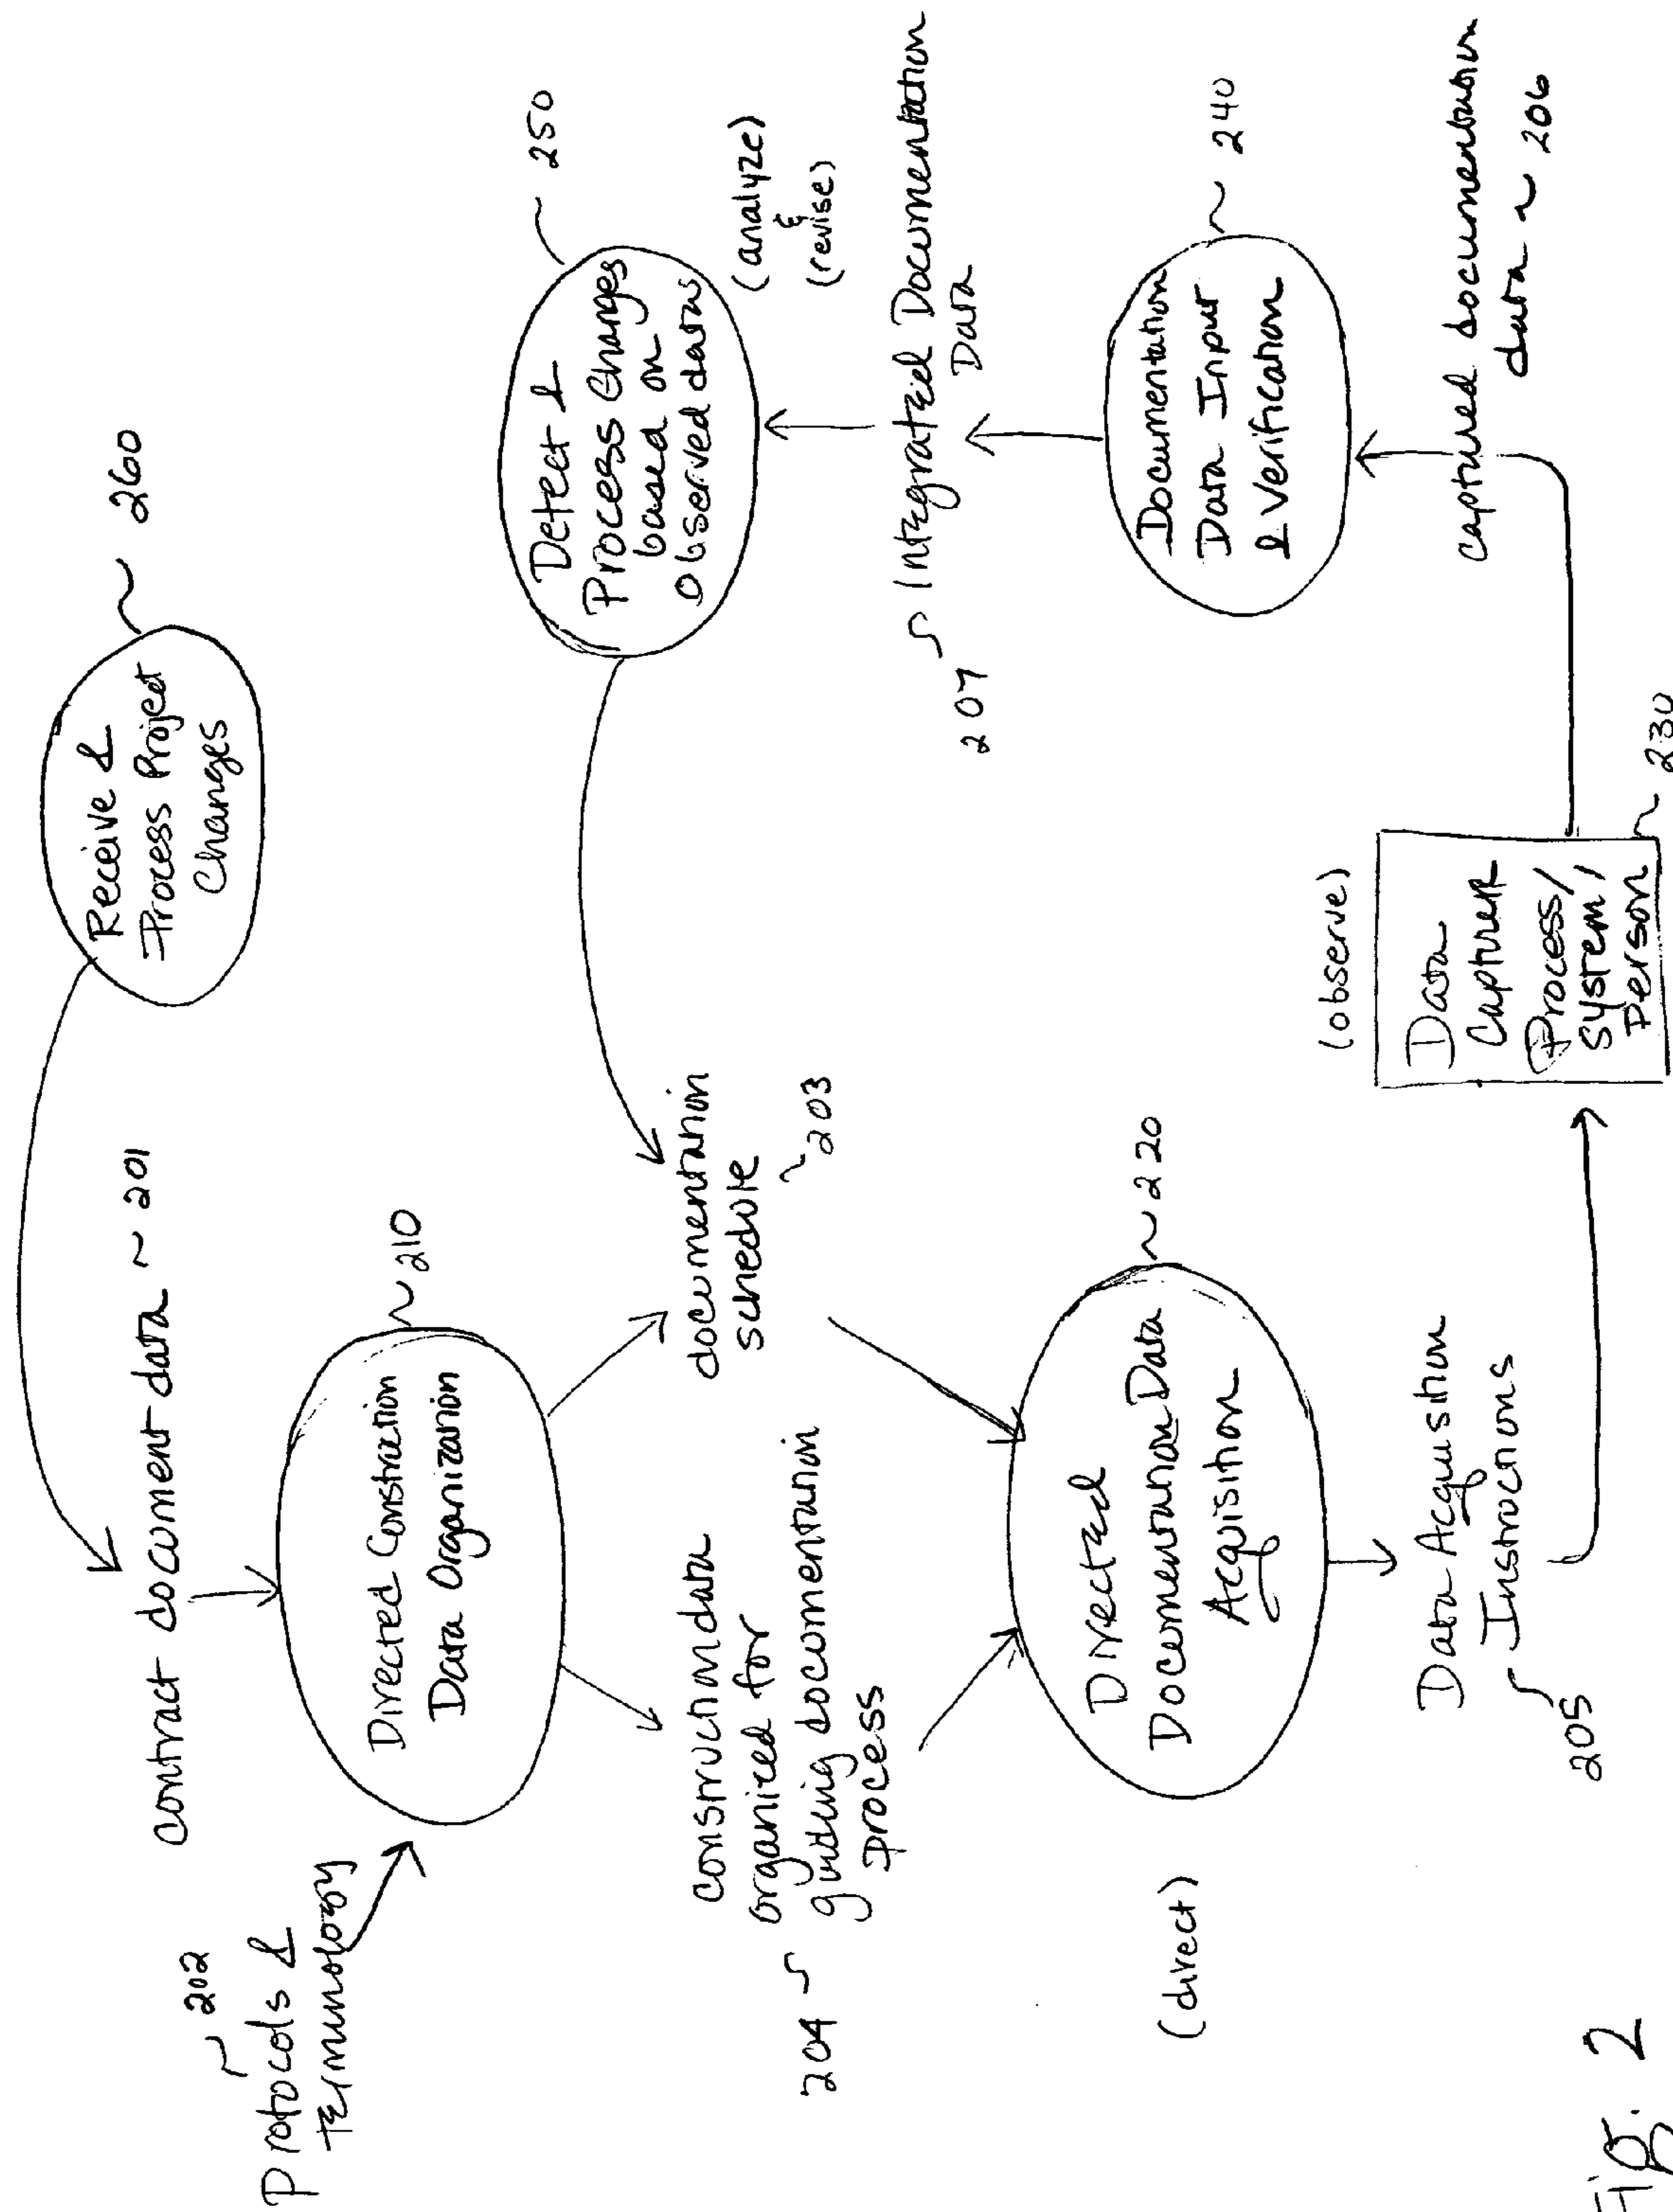 Receive &
Process Project
Changes
~ 260
contract document data ~ 201
~ 202
Protocols &
Terminology
Directed Construction
Data Organization
~ 210
Detect &
Process Changes
based on
observed data
~ 250
(analyze)
&
(revise)
documentation
schedule
~ 203
construction data
organized for
guiding documentation
process
204
207
Integrated Documentation
Data
(direct)
Directed
Documentation Data
Acquisition
~ 220
Documentation
Data Input
& Verification
~ 240
Data Acquisition
Instructions
205
(observe)
Data
Capture
Process/
System/
Person
~ 230
captured documentation
data ~ 206
Fig. 2